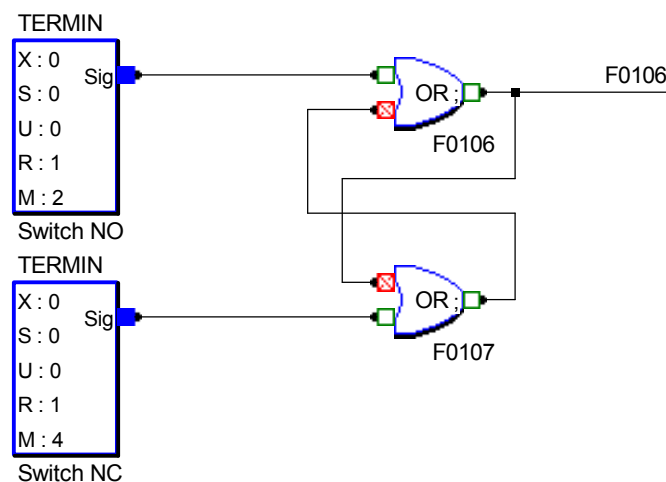 TERMIN
X : 0
Sig
S : 0
U : 0
R : 1
M : 2
Switch NO
OR ;
F0106
F0106
TERMIN
X : 0
Sig
S : 0
U : 0
R : 1
M : 4
Switch NC
OR ;
F0107